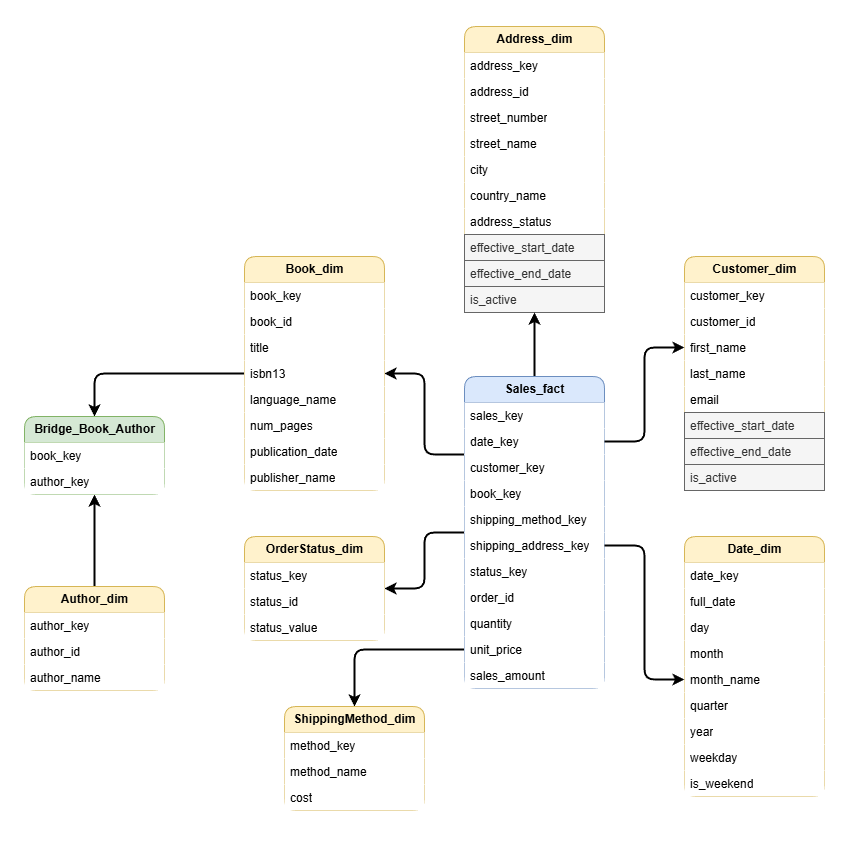 Address_dim
address_key
address_id
street_number
street_name
city
country_name
address_status
effective_start_date
effective_end_date
is_active
Book_dim
book_key
book_id
title
isbn13
language_name
num_pages
publication_date
publisher_name
Customer_dim
customer_key
customer_id
first_name
last_name
email
effective_start_date
effective_end_date
is_active
Sales_fact
sales_key
date_key
customer_key
book_key
shipping_method_key
shipping_address_key
status_key
order_id
quantity
unit_price
sales_amount
Bridge_Book_Author
book_key
author_key
OrderStatus_dim
status_key
status_id
status_value
Date_dim
date_key
full_date
day
month
month_name
quarter
year
weekday
is_weekend
Author_dim
author_key
author_id
author_name
ShippingMethod_dim
method_key
method_name
cost